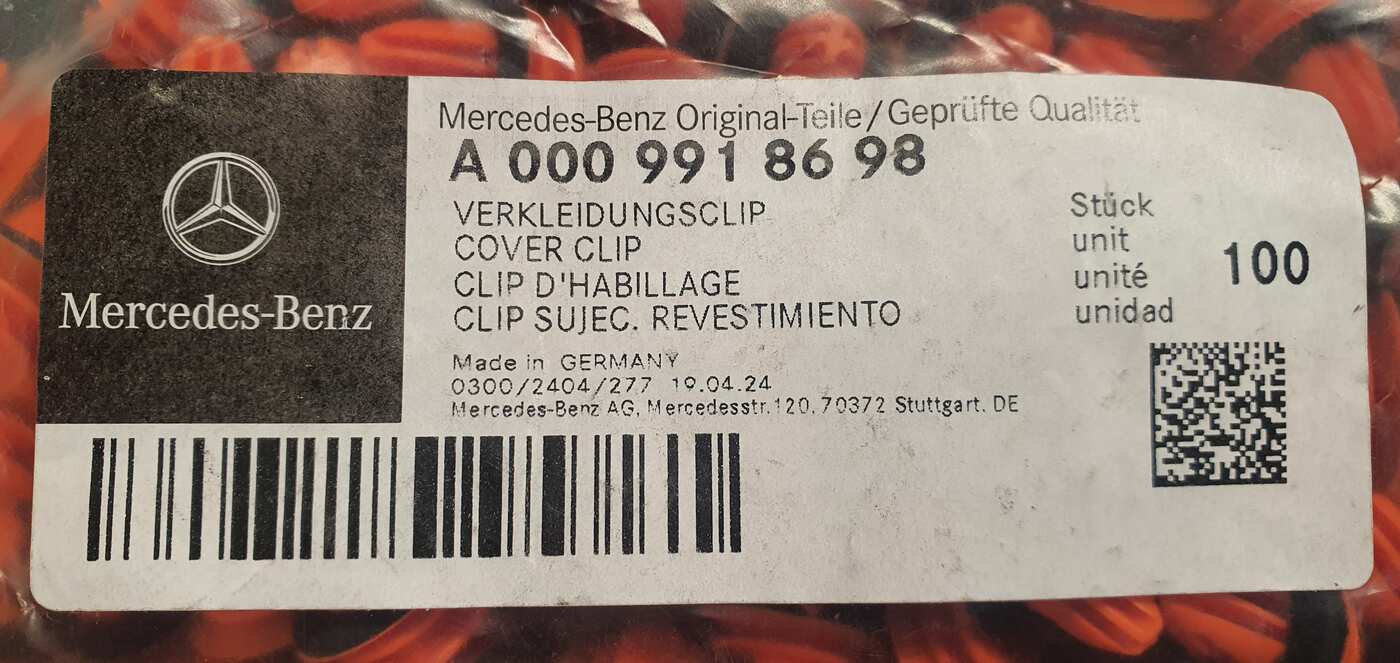 Mercedes-Benz
Mercedes-Benz Original-Teile/Geprüfte Qualität
A 000 991 86 98
VERKLEIDUNGSCLIP
COVER CLIP
CLIP D'HABILLAGE
CLIP SUJEC. REVESTIMIENTO
Stück
unit
unité
unidad
100
Made in GERMANY
0300/2404/277 19.04.24
Mercedes-Benz AG, Mercedesstr.120, 70372 Stuttgart. DE